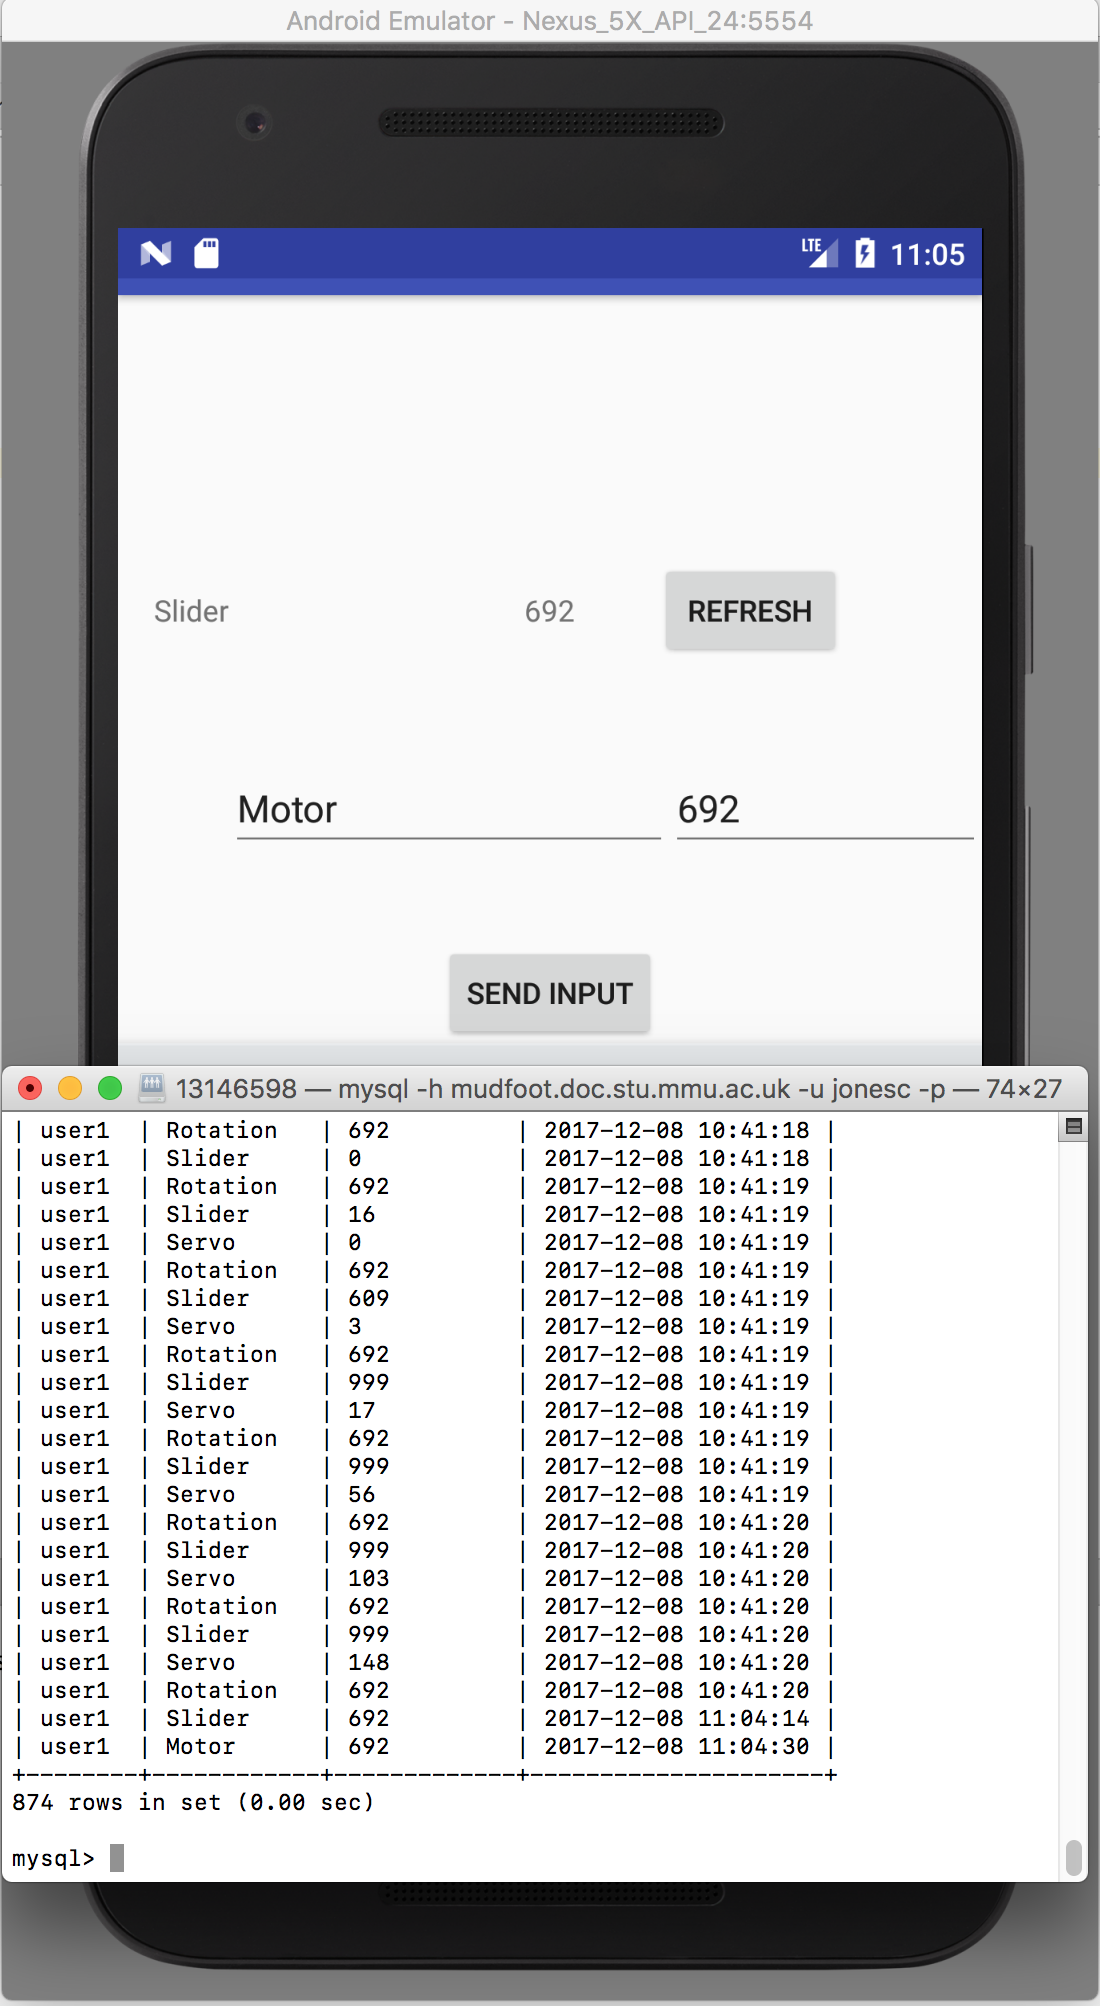 Android Emulator - Nexus_5X_API_24:5554
LTE 11:05
Slider 692 REFRESH
Motor 692
SEND INPUT
13146598 — mysql -h mudfoot.doc.stu.mmu.ac.uk -u jonesc -p — 74×27
| user1 | Rotation | 692 | 2017-12-08 10:41:18 |
| user1 | Slider | 0 | 2017-12-08 10:41:18 |
| user1 | Rotation | 692 | 2017-12-08 10:41:19 |
| user1 | Slider | 16 | 2017-12-08 10:41:19 |
| user1 | Servo | 0 | 2017-12-08 10:41:19 |
| user1 | Rotation | 692 | 2017-12-08 10:41:19 |
| user1 | Slider | 609 | 2017-12-08 10:41:19 |
| user1 | Servo | 3 | 2017-12-08 10:41:19 |
| user1 | Rotation | 692 | 2017-12-08 10:41:19 |
| user1 | Slider | 999 | 2017-12-08 10:41:19 |
| user1 | Servo | 17 | 2017-12-08 10:41:19 |
| user1 | Rotation | 692 | 2017-12-08 10:41:19 |
| user1 | Slider | 999 | 2017-12-08 10:41:19 |
| user1 | Servo | 56 | 2017-12-08 10:41:19 |
| user1 | Rotation | 692 | 2017-12-08 10:41:20 |
| user1 | Slider | 999 | 2017-12-08 10:41:20 |
| user1 | Servo | 103 | 2017-12-08 10:41:20 |
| user1 | Rotation | 692 | 2017-12-08 10:41:20 |
| user1 | Slider | 999 | 2017-12-08 10:41:20 |
| user1 | Servo | 148 | 2017-12-08 10:41:20 |
| user1 | Rotation | 692 | 2017-12-08 10:41:20 |
| user1 | Slider | 692 | 2017-12-08 11:04:14 |
| user1 | Motor | 692 | 2017-12-08 11:04:30 |
+--------+------------+-------------+---------------------+
874 rows in set (0.00 sec)
mysql>